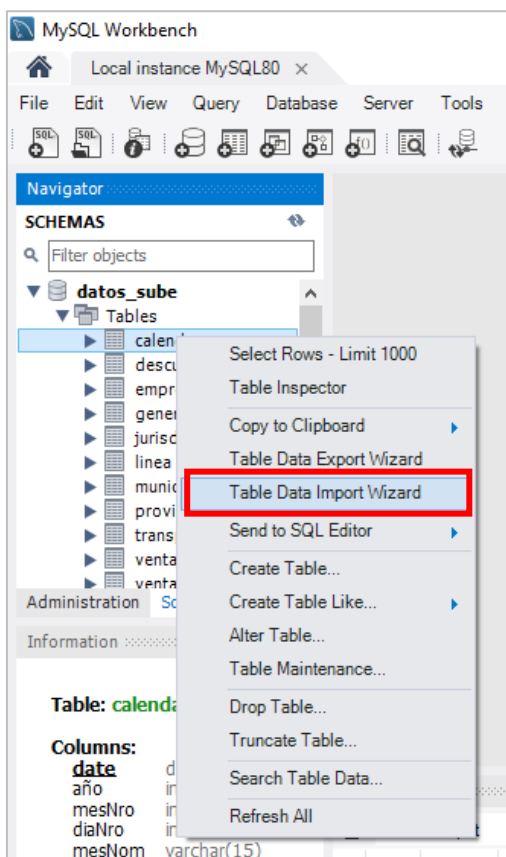 MySQL Workbench
Local instance MySQL80 ×
File Edit View Query Database Server Tools
SQL SQL
Navigator
SCHEMAS
Filter objects
datos_sube
Tables
linea
Administration
Information
Table:
Columns:
date
año
mesNro
diaNro
mesNom varchar(15)
Select Rows - Limit 1000
Table Inspector
Copy to Clipboard
Table Data Export Wizard
Table Data Import Wizard
Send to SQL Editor
Create Table...
Create Table Like...
Alter Table...
Table Maintenance...
Drop Table...
Truncate Table...
Search Table Data...
Refresh All